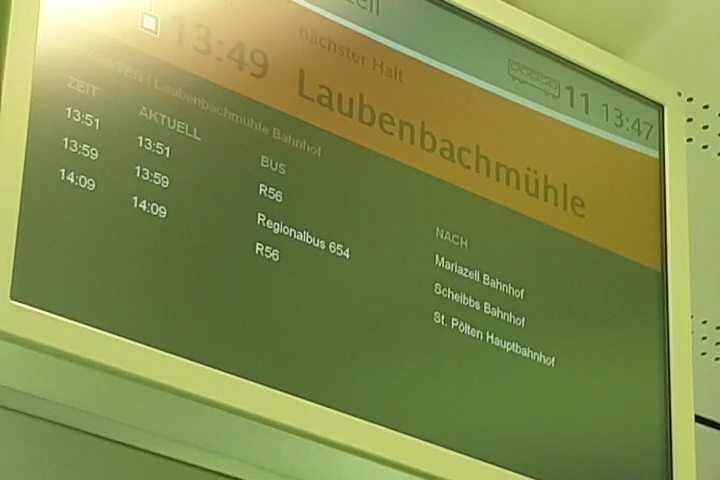 nächster Halt
11 13:47
13:49 Laubenbachmühle
Laubenbachmühle Bahnhof
ZEIT AKTUELL BUS NACH
13:51 13:51 R56 Mariazell Bahnhof
13:59 13:59 Regionalbus 654 Scheibbs Bahnhof
14:09 14:09 R56 St. Pölten Hauptbahnhof